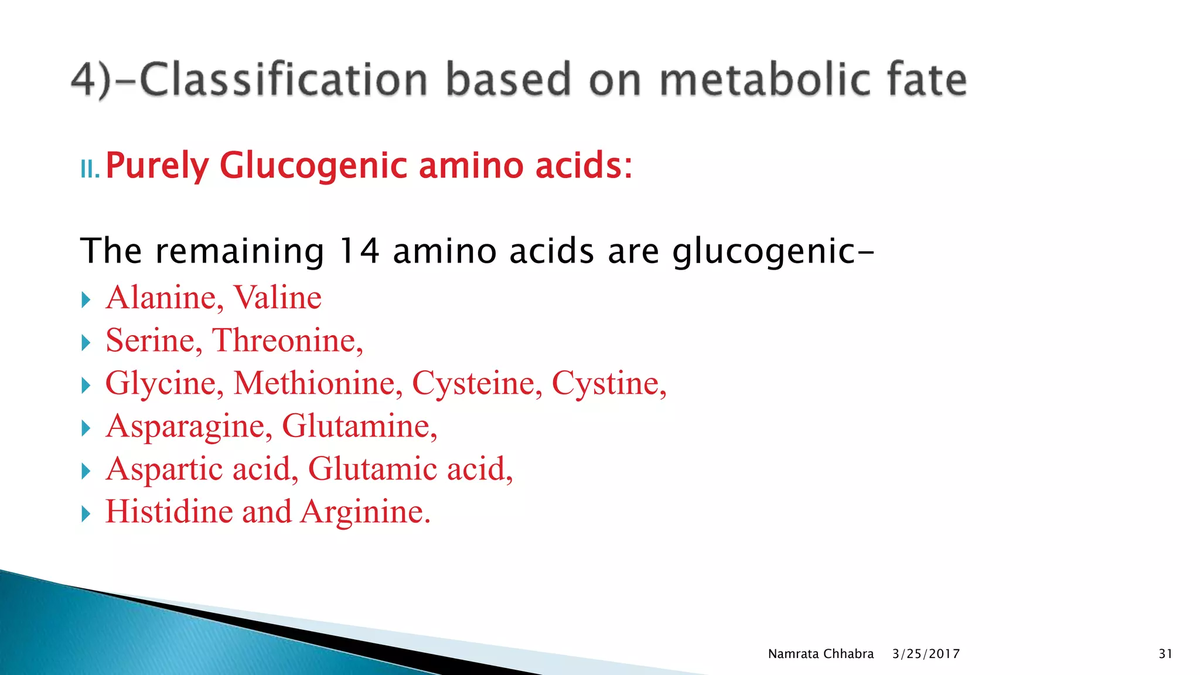 4)-Classification based on metabolic fate
II. Purely Glucogenic amino acids:
The remaining 14 amino acids are glucogenic-
Alanine, Valine
Serine, Threonine,
Glycine, Methionine, Cysteine, Cystine,
Asparagine, Glutamine,
Aspartic acid, Glutamic acid,
Histidine and Arginine.
Namrata Chhabra 3/25/2017 31